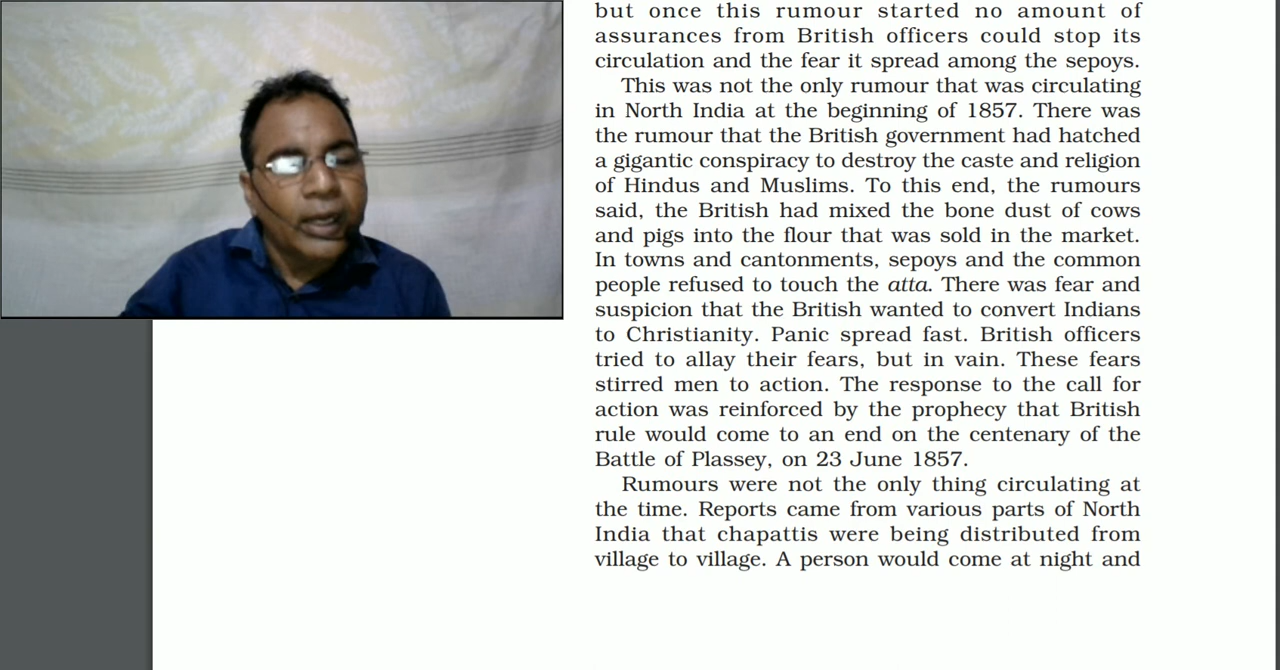 but once this rumour started no amount of
assurances from British officers could stop its
circulation and the fear it spread among the sepoys.
This was not the only rumour that was circulating
in North India at the beginning of 1857. There was
the rumour that the British government had hatched
a gigantic conspiracy to destroy the caste and religion
of Hindus and Muslims. To this end, the rumours
said, the British had mixed the bone dust of cows
and pigs into the flour that was sold in the market.
In towns and cantonments, sepoys and the common
people refused to touch the atta. There was fear and
suspicion that the British wanted to convert Indians
to Christianity. Panic spread fast. British officers
tried to allay their fears, but in vain. These fears
stirred men to action. The response to the call for
action was reinforced by the prophecy that British
rule would come to an end on the centenary of the
Battle of Plassey, on 23 June 1857.
Rumours were not the only thing circulating at
the time. Reports came from various parts of North
India that chapattis were being distributed from
village to village. A person would come at night and